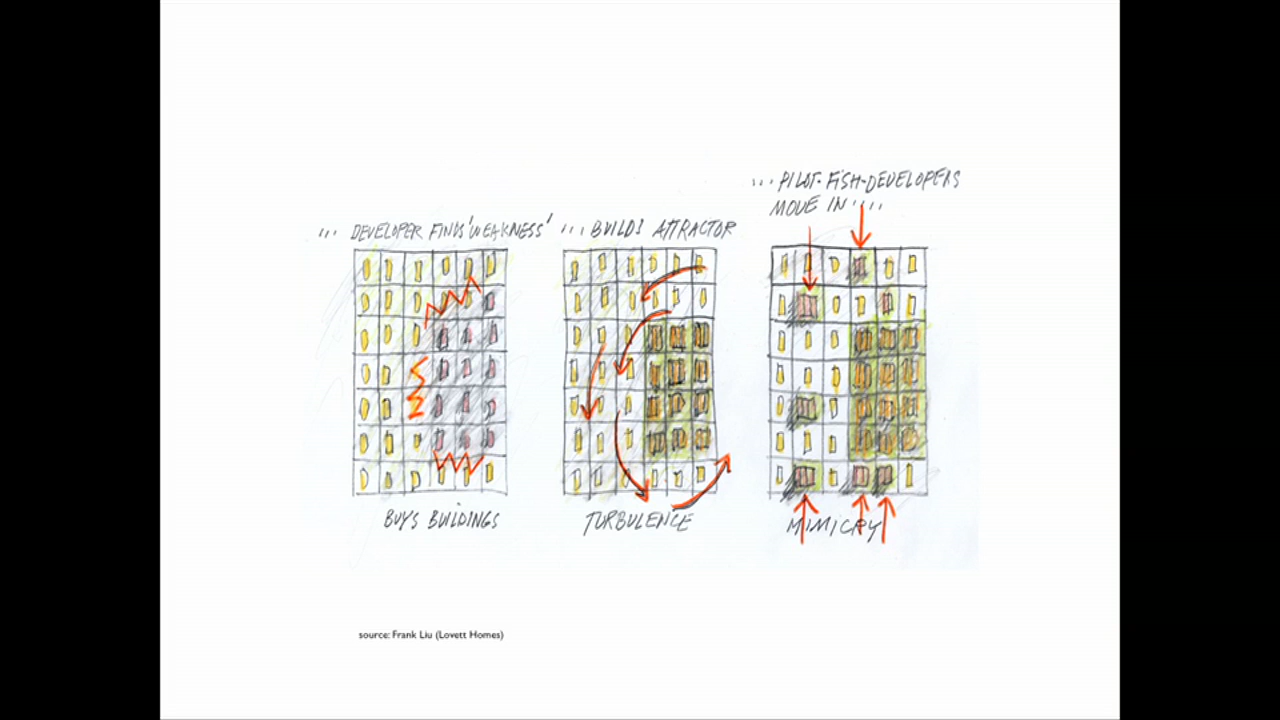 ... DEVELOPER FINDS 'WEAKNESS'
BUYS BUILDINGS
... BUILDS ATTRACTOR
TURBULENCE
... PILOT-FISH-DEVELOPERS
MOVE IN ....
MIMICRY
source: Frank Liu (Lovett Homes)